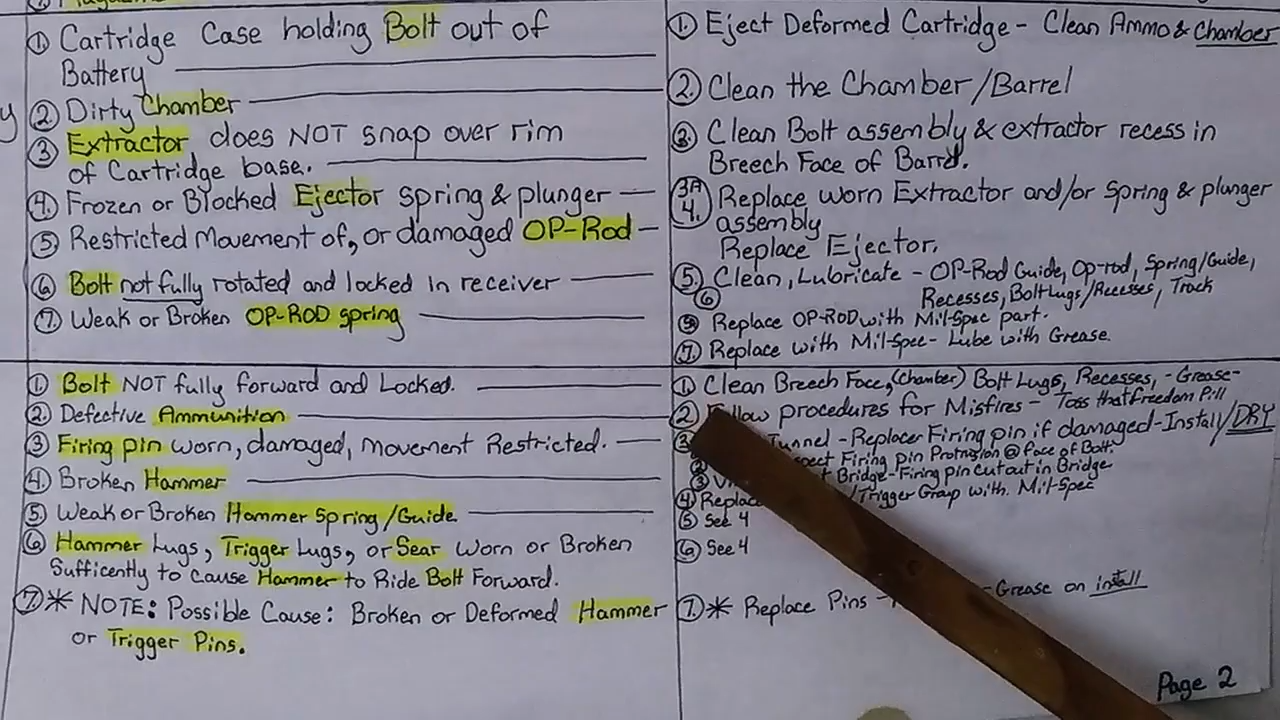 ① Cartridge Case holding Bolt out of
Battery
② Dirty Chamber
③ Extractor does NOT snap over rim
of Cartridge base.
④ Frozen or Blocked Ejector spring & plunger
⑤ Restricted Movement of, or damaged OP-Rod
⑥ Bolt not fully rotated and locked in receiver
⑦ Weak or Broken OP-ROD spring
① Eject Deformed Cartridge - Clean Ammo & Chamber
② Clean the Chamber/Barrel
③ Clean Bolt assembly & extractor recess in
Breech Face of Barrel.
3A Replace worn Extractor and/or spring & plunger
4. assembly
Replace Ejector.
⑤ Clean, Lubricate - OP-Rod Guide, Op-rod, Spring/Guide,
⑥ Recesses, Bolt Lugs/Recesses, Track
⑤ Replace OP-ROD with Mil-Spec part.
⑦ Replace with Mil-Spec - Lube with Grease.
① Bolt NOT fully forward and Locked.
② Defective Ammunition
③ Firing pin worn, damaged, movement Restricted.
④ Broken Hammer
⑤ Weak or Broken Hammer Spring/Guide
⑥ Hammer Lugs, Trigger Lugs, or Sear worn or Broken
Sufficently to cause Hammer to Ride Bolt Forward.
⑦* NOTE: Possible Cause: Broken or Deformed Hammer
or Trigger Pins.
① Clean Breech Face, (Chamber) Bolt Lugs, Recesses, - Grease-
② Follow procedures for Misfires - Toss that Freedom Pill
③ Tunnel - Replacer Firing pin if damaged - Install/DRY
② Firing pin Protrusion @ face of Bolt.
③ Bridge - Firing pin cutout in Bridge
④ Replace /Trigger Group with Mil-Spec
⑤ See 4
⑥ See 4
⑦* Replace Pins - Grease on install
Page 2